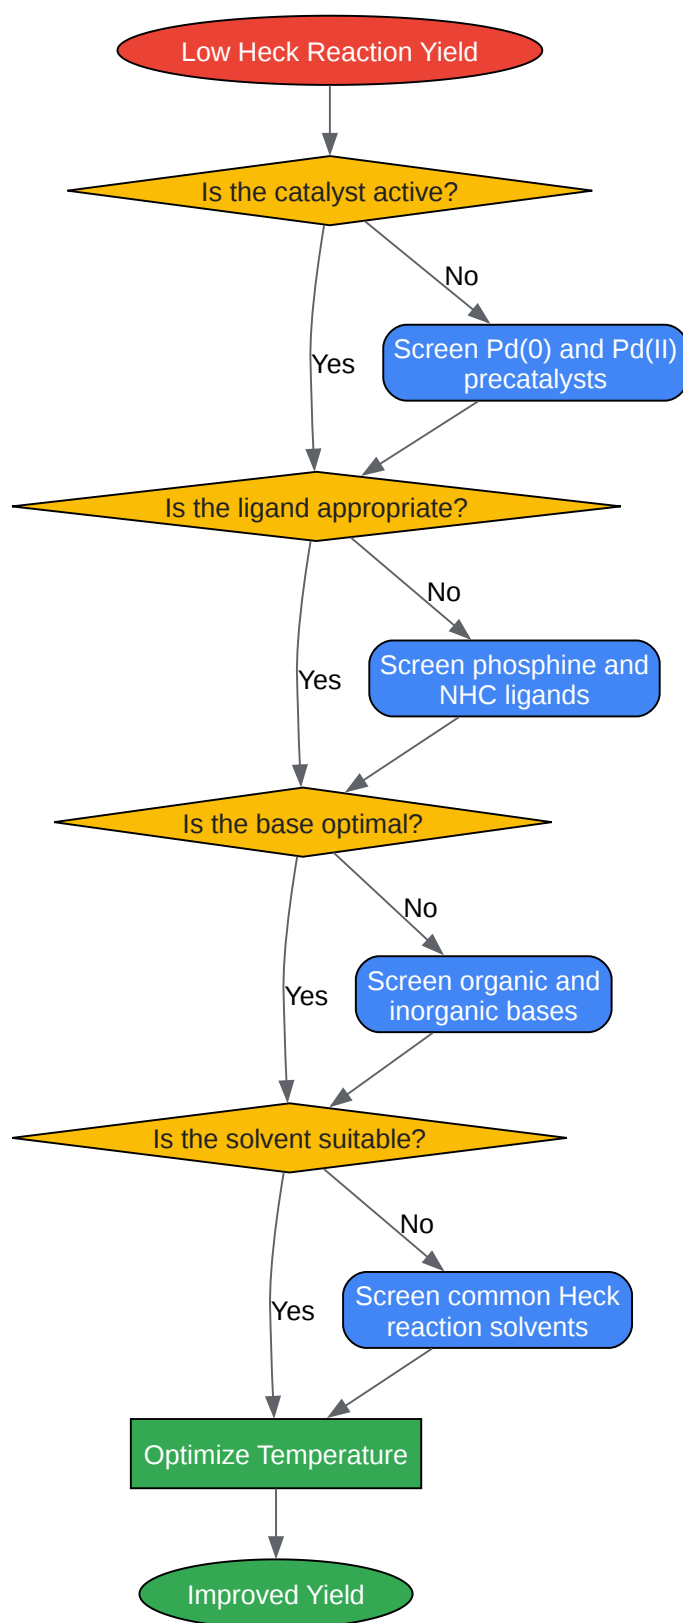 Low Heck Reaction Yield
Is the catalyst active?
No
Yes
Screen Pd(0) and Pd(II)
precatalysts
Is the ligand appropriate?
No
Yes
Screen phosphine and
NHC ligands
Is the base optimal?
No
Yes
Screen organic and
inorganic bases
Is the solvent suitable?
No
Yes
Screen common Heck
reaction solvents
Optimize Temperature
Improved Yield